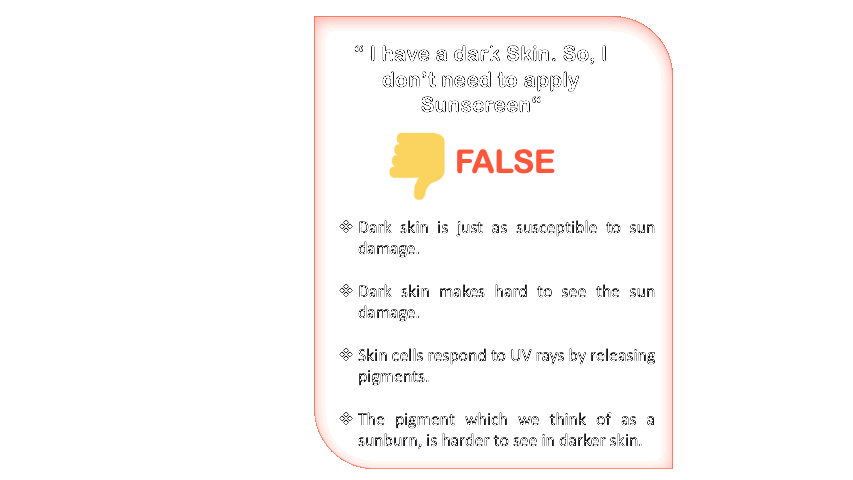 “ I have a dark Skin. So, I
don’t need to apply
Sunscreen“
FALSE
❖ Dark skin is just as susceptible to sun
damage.
❖ Dark skin makes hard to see the sun
damage.
❖ Skin cells respond to UV rays by releasing
pigments.
❖ The pigment which we think of as a
sunburn, is harder to see in darker skin.